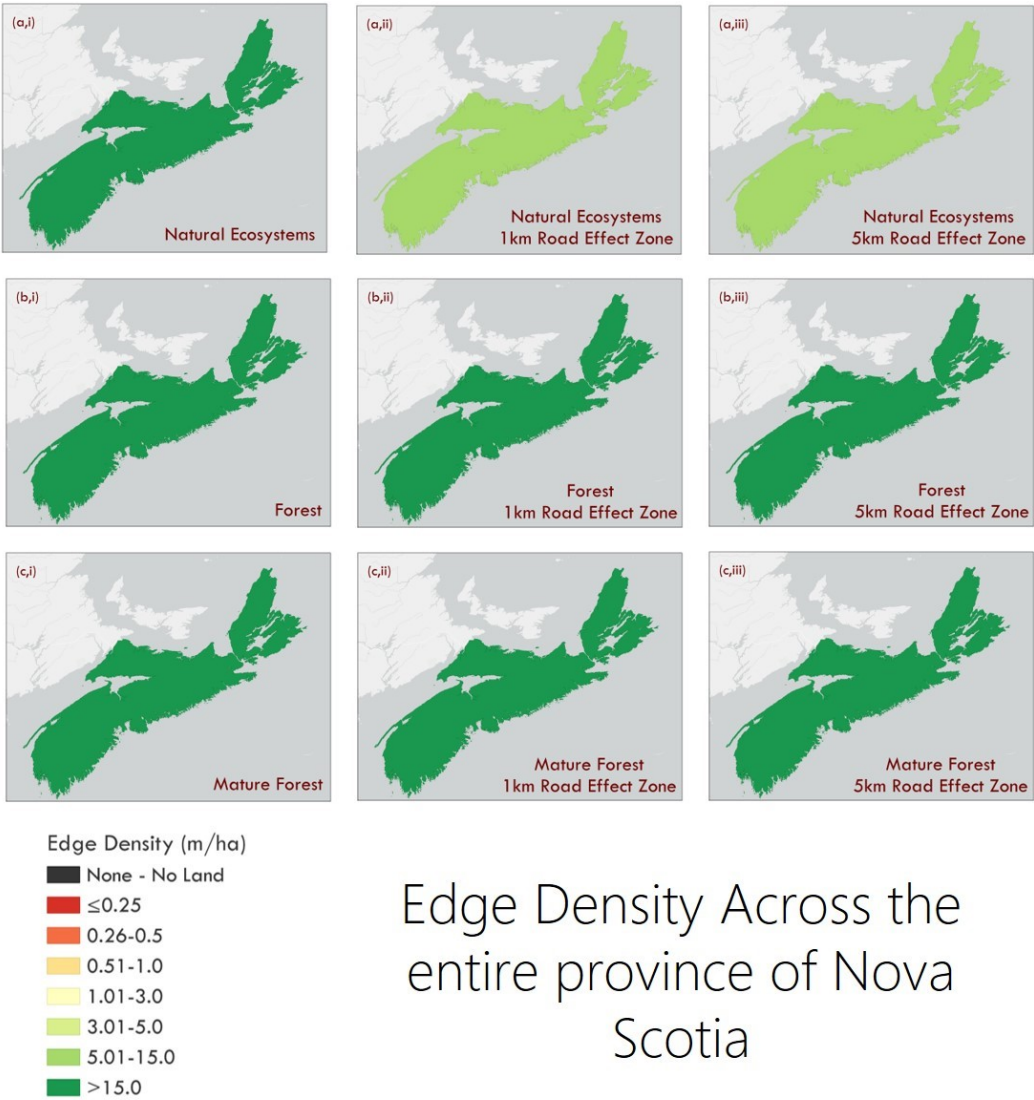 (a,i)
Natural Ecosystems
(a,ii)
Natural Ecosystems
1km Road Effect Zone
(a,iii)
Natural Ecosystems
5km Road Effect Zone
(b,i)
Forest
(b,ii)
Forest
1km Road Effect Zone
(b,iii)
Forest
5km Road Effect Zone
(c,i)
Mature Forest
(c,ii)
Mature Forest
1km Road Effect Zone
(c,iii)
Mature Forest
5km Road Effect Zone
Edge Density (m/ha)
None - No Land
≤0.25
0.26-0.5
0.51-1.0
1.01-3.0
3.01-5.0
5.01-15.0
>15.0
Edge Density Across the
entire province of Nova
Scotia